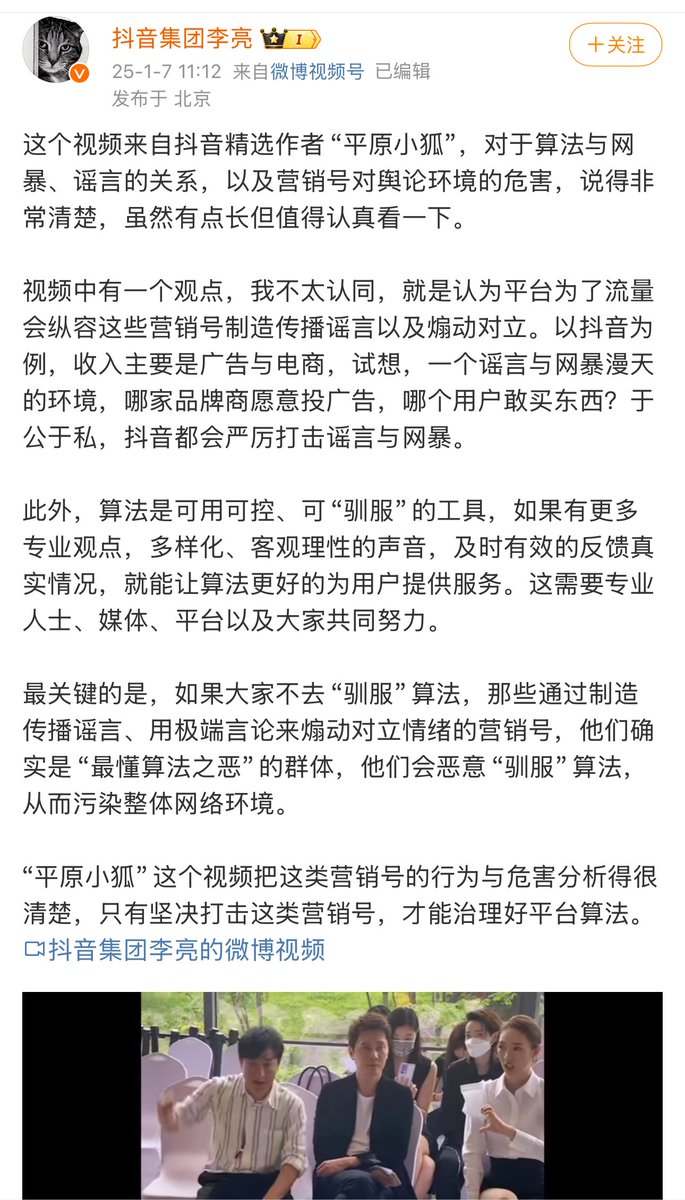 抖音集团李亮 I
＋关注
25-1-7 11:12 来自微博视频号 已编辑
发布于 北京
这个视频来自抖音精选作者“平原小狐”，对于算法与网
暴、谣言的关系，以及营销号对舆论环境的危害，说得非
常清楚，虽然有点长但值得认真看一下。
视频中有一个观点，我不太认同，就是认为平台为了流量
会纵容这些营销号制造传播谣言以及煽动对立。以抖音为
例，收入主要是广告与电商，试想，一个谣言与网暴漫天
的环境，哪家品牌商愿意投广告，哪个用户敢买东西？于
公于私，抖音都会严厉打击谣言与网暴。
此外，算法是可用可控、可“驯服”的工具，如果有更多
专业观点，多样化、客观理性的声音，及时有效的反馈真
实情况，就能让算法更好的为用户提供服务。这需要专业
人士、媒体、平台以及大家共同努力。
最关键的是，如果大家不去“驯服”算法，那些通过制造
传播谣言、用极端言论来煽动对立情绪的营销号，他们确
实是“最懂算法之恶”的群体，他们会恶意“驯服”算法，
从而污染整体网络环境。
“平原小狐”这个视频把这类营销号的行为与危害分析得很
清楚，只有坚决打击这类营销号，才能治理好平台算法。
抖音集团李亮的微博视频